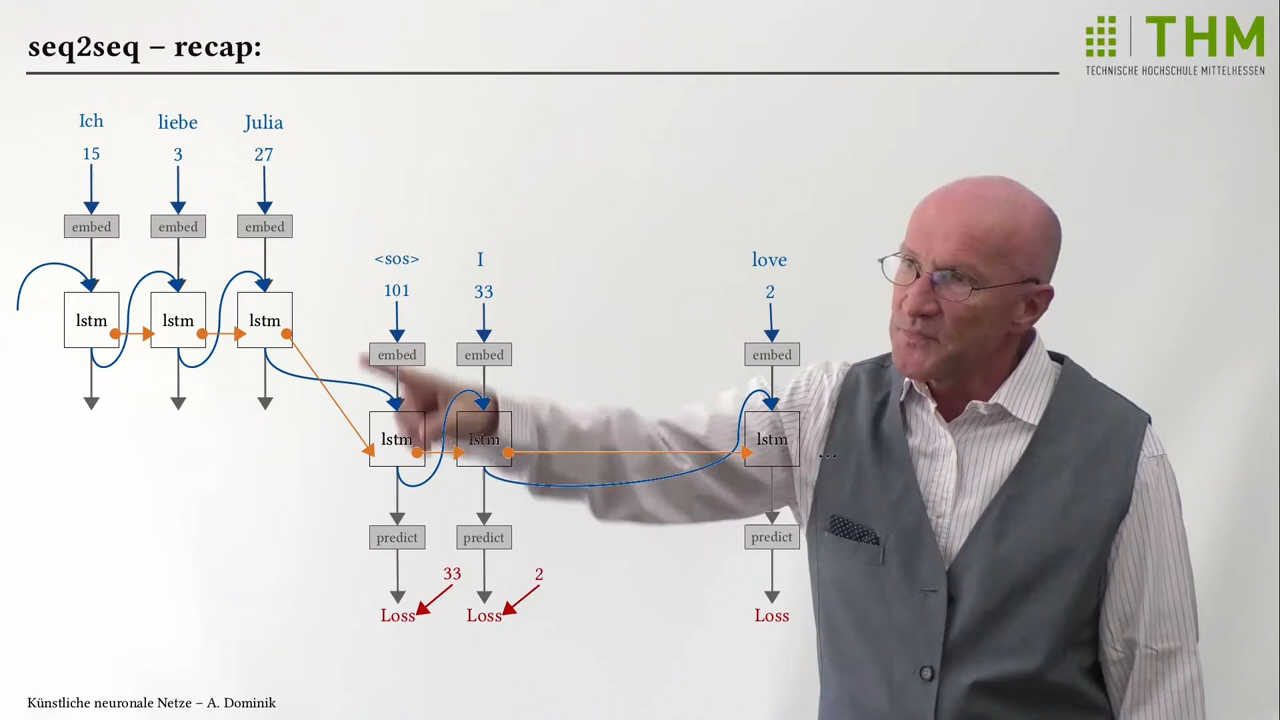 seq2seq – recap:
THM
TECHNISCHE HOCHSCHULE MITTELHESSEN
Ich liebe Julia
15 3 27
embed embed embed
lstm lstm lstm
<sos> I love
101 33 2
embed embed embed
lstm lstm lstm ...
predict predict predict
33 2
Loss Loss Loss
Künstliche neuronale Netze – A. Dominik